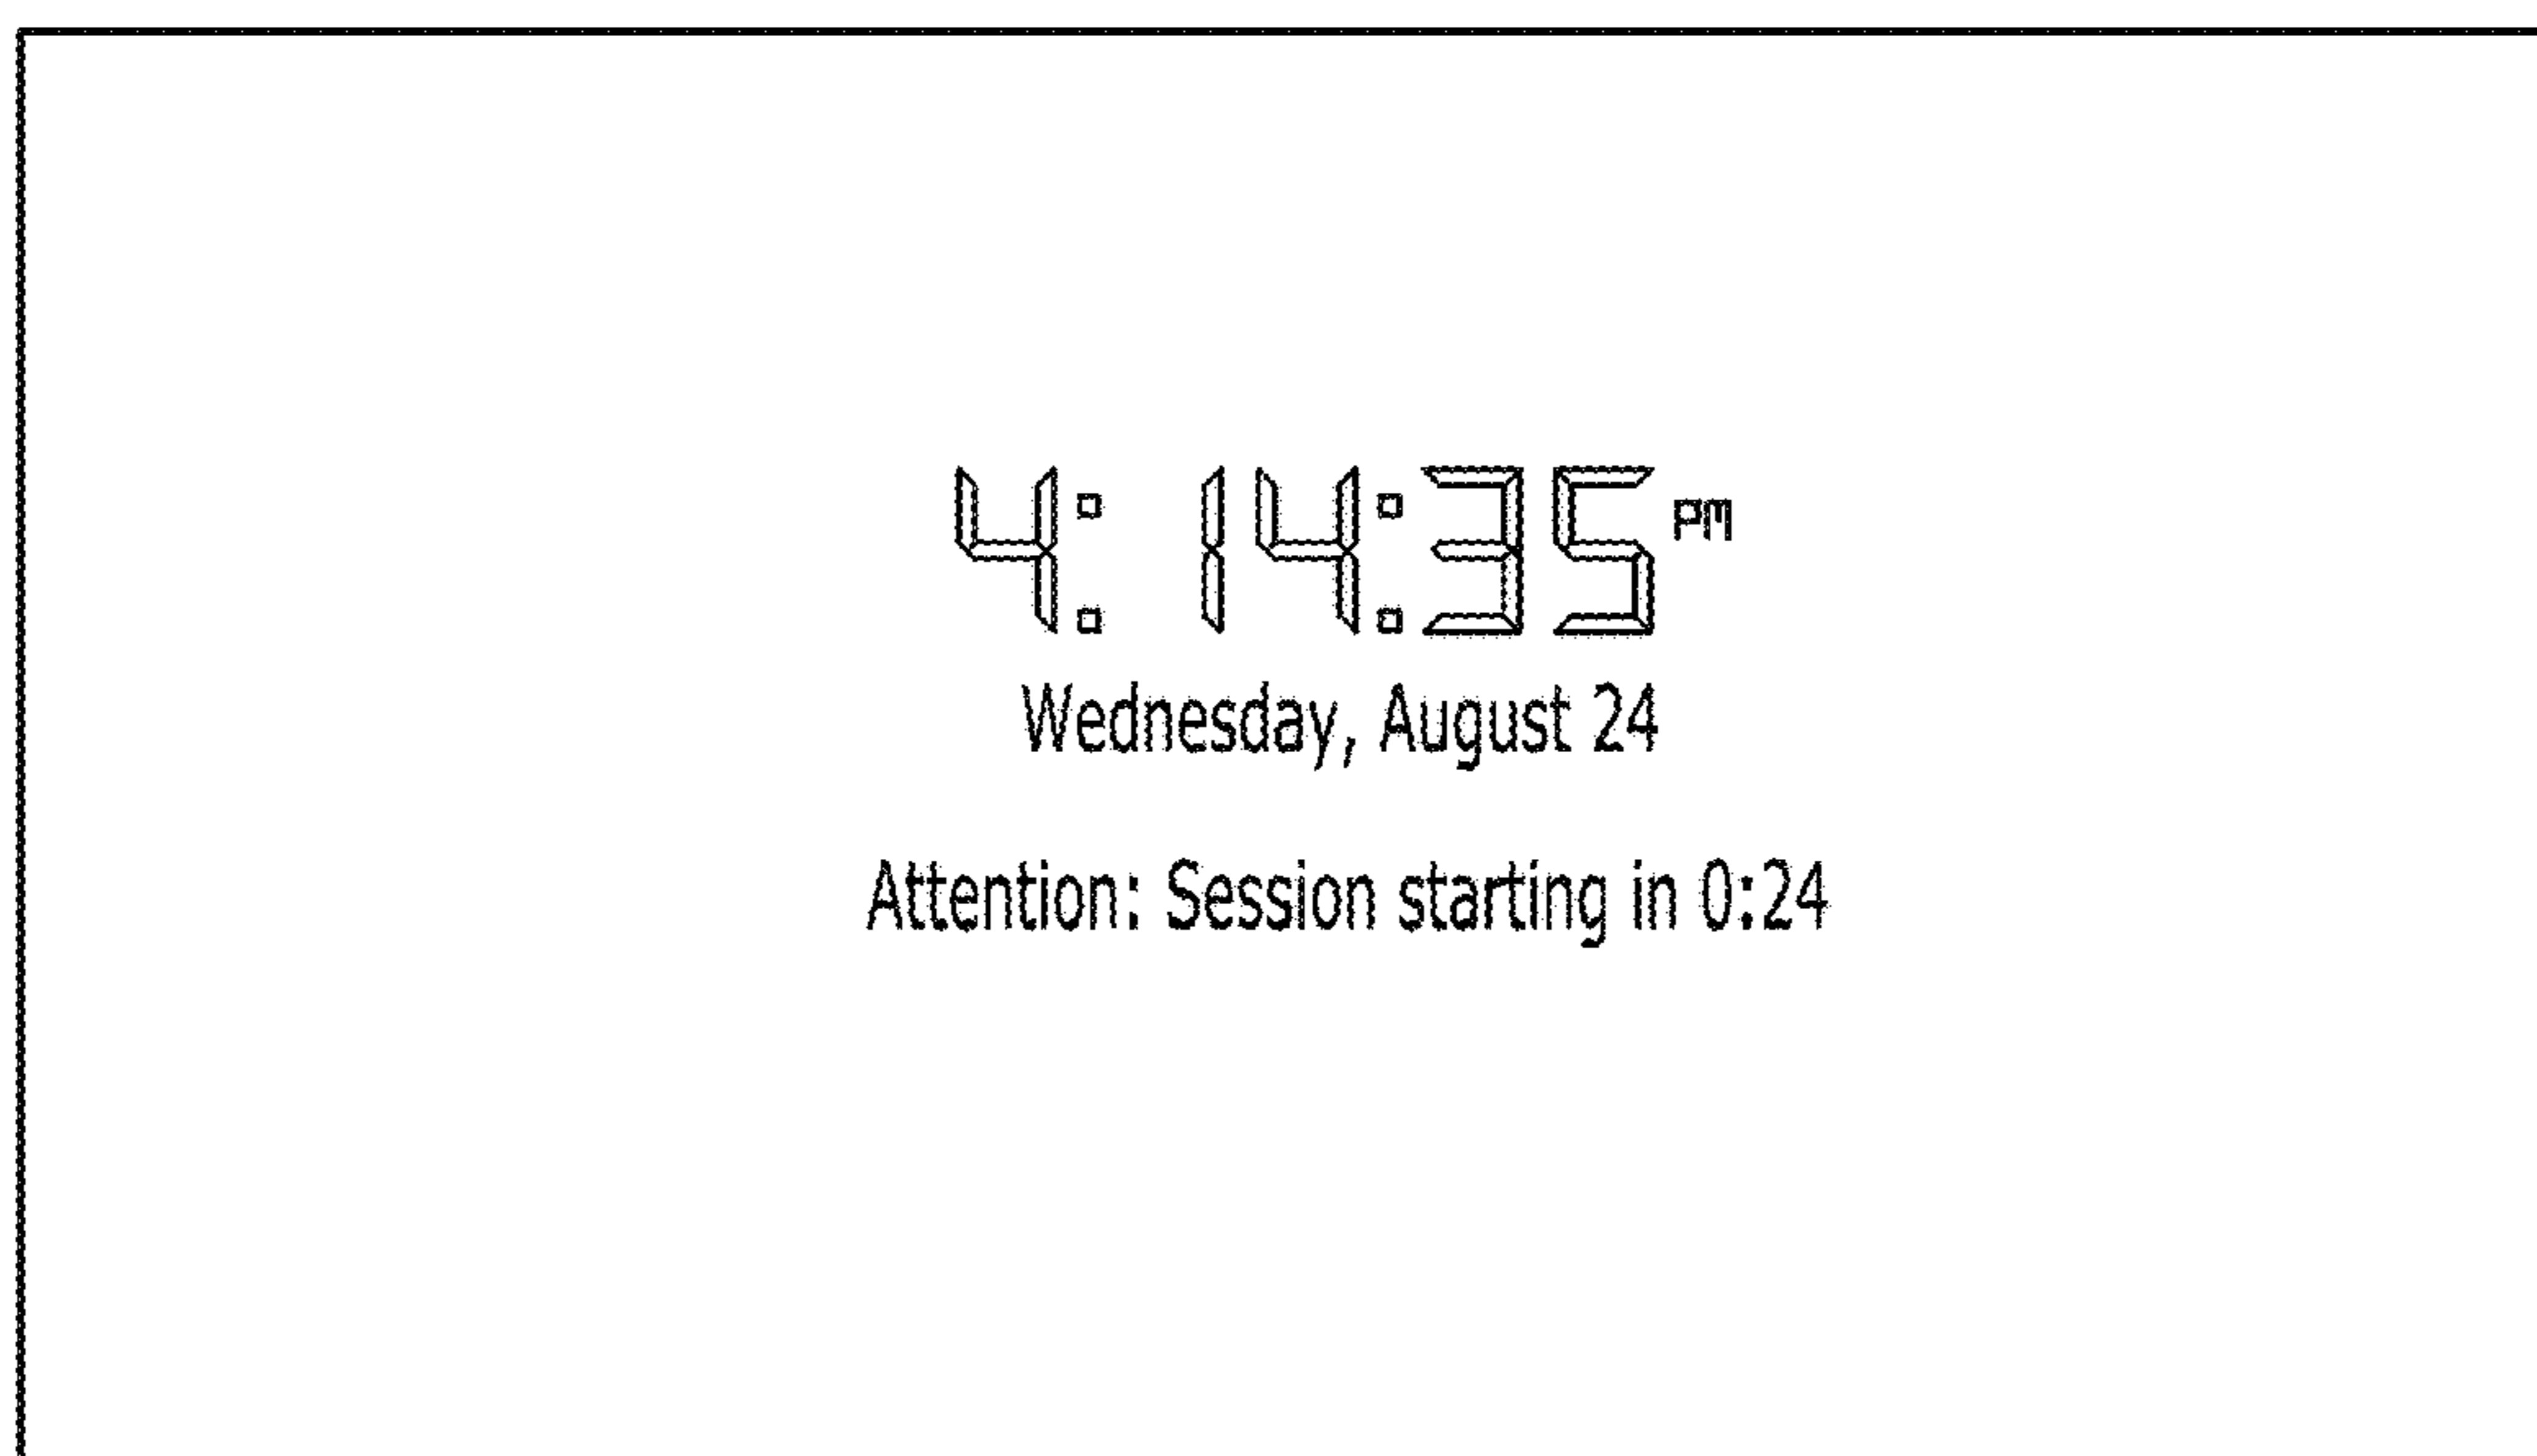 4:14:35 PM
Wednesday, August 24
Attention: Session starting in 0:24